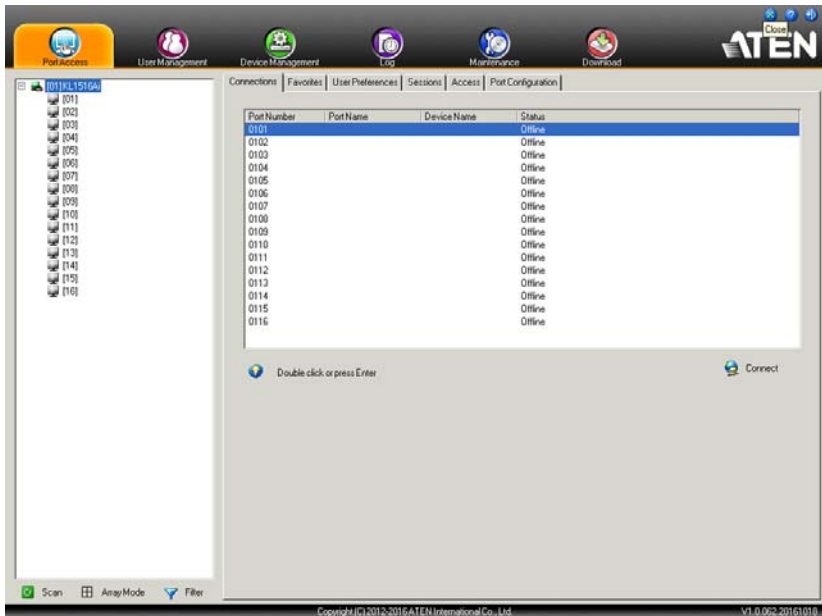 Close
ATEN
Port Access User Management Device Management Log Maintenance Download
[01]KL1516Ai
[01]
[02]
[03]
[04]
[05]
[06]
[07]
[08]
[09]
[10]
[11]
[12]
[13]
[14]
[15]
[16]
Connections Favorites User Preferences Sessions Access Port Configuration
Port Number Port Name Device Name Status
0101 Offline
0102 Offline
0103 Offline
0104 Offline
0105 Offline
0106 Offline
0107 Offline
0108 Offline
0109 Offline
0110 Offline
0111 Offline
0112 Offline
0113 Offline
0114 Offline
0115 Offline
0116 Offline
Double click or press Enter
Connect
Scan Array Mode Filter
Copyright (C) 2012-2016 ATEN International Co., Ltd.
V1.0.062.20161018